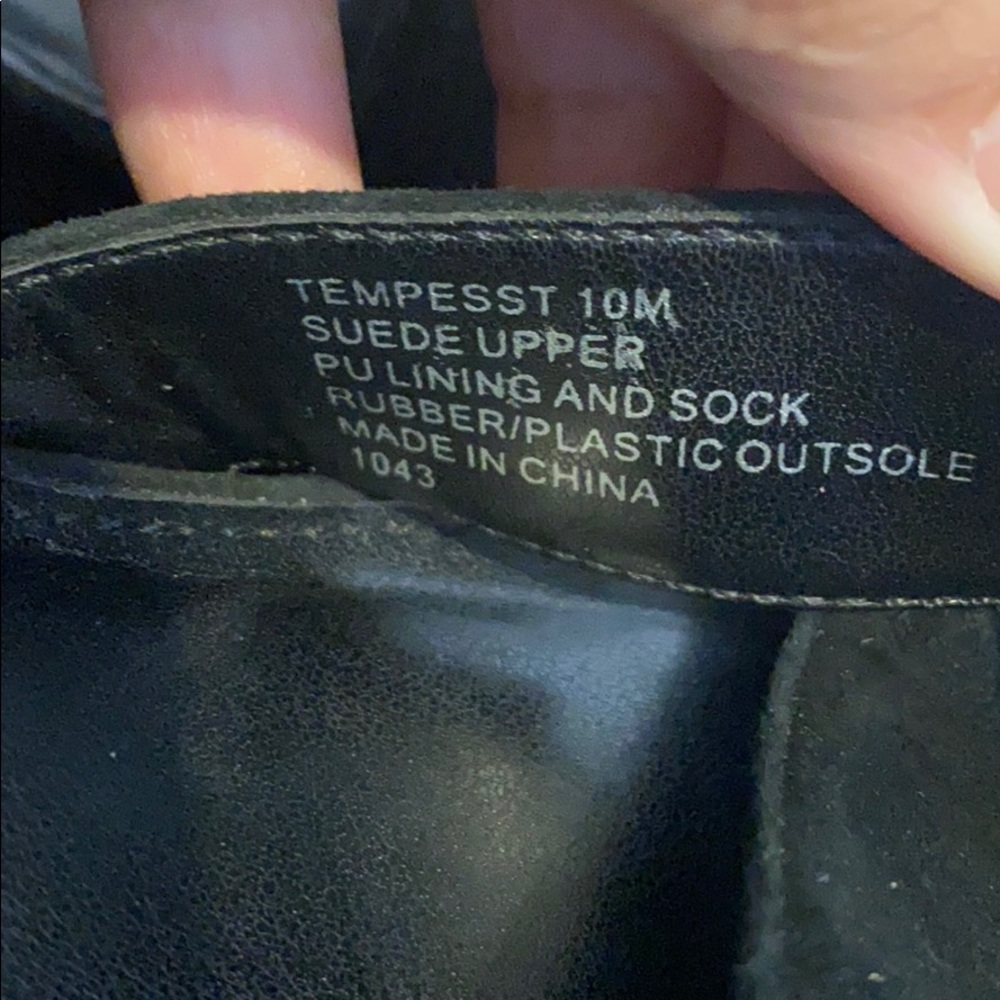 TEMPESST 10M
SUEDE UPPER
PU LINING AND SOCK
RUBBER/PLASTIC OUTSOLE
MADE IN CHINA
1043